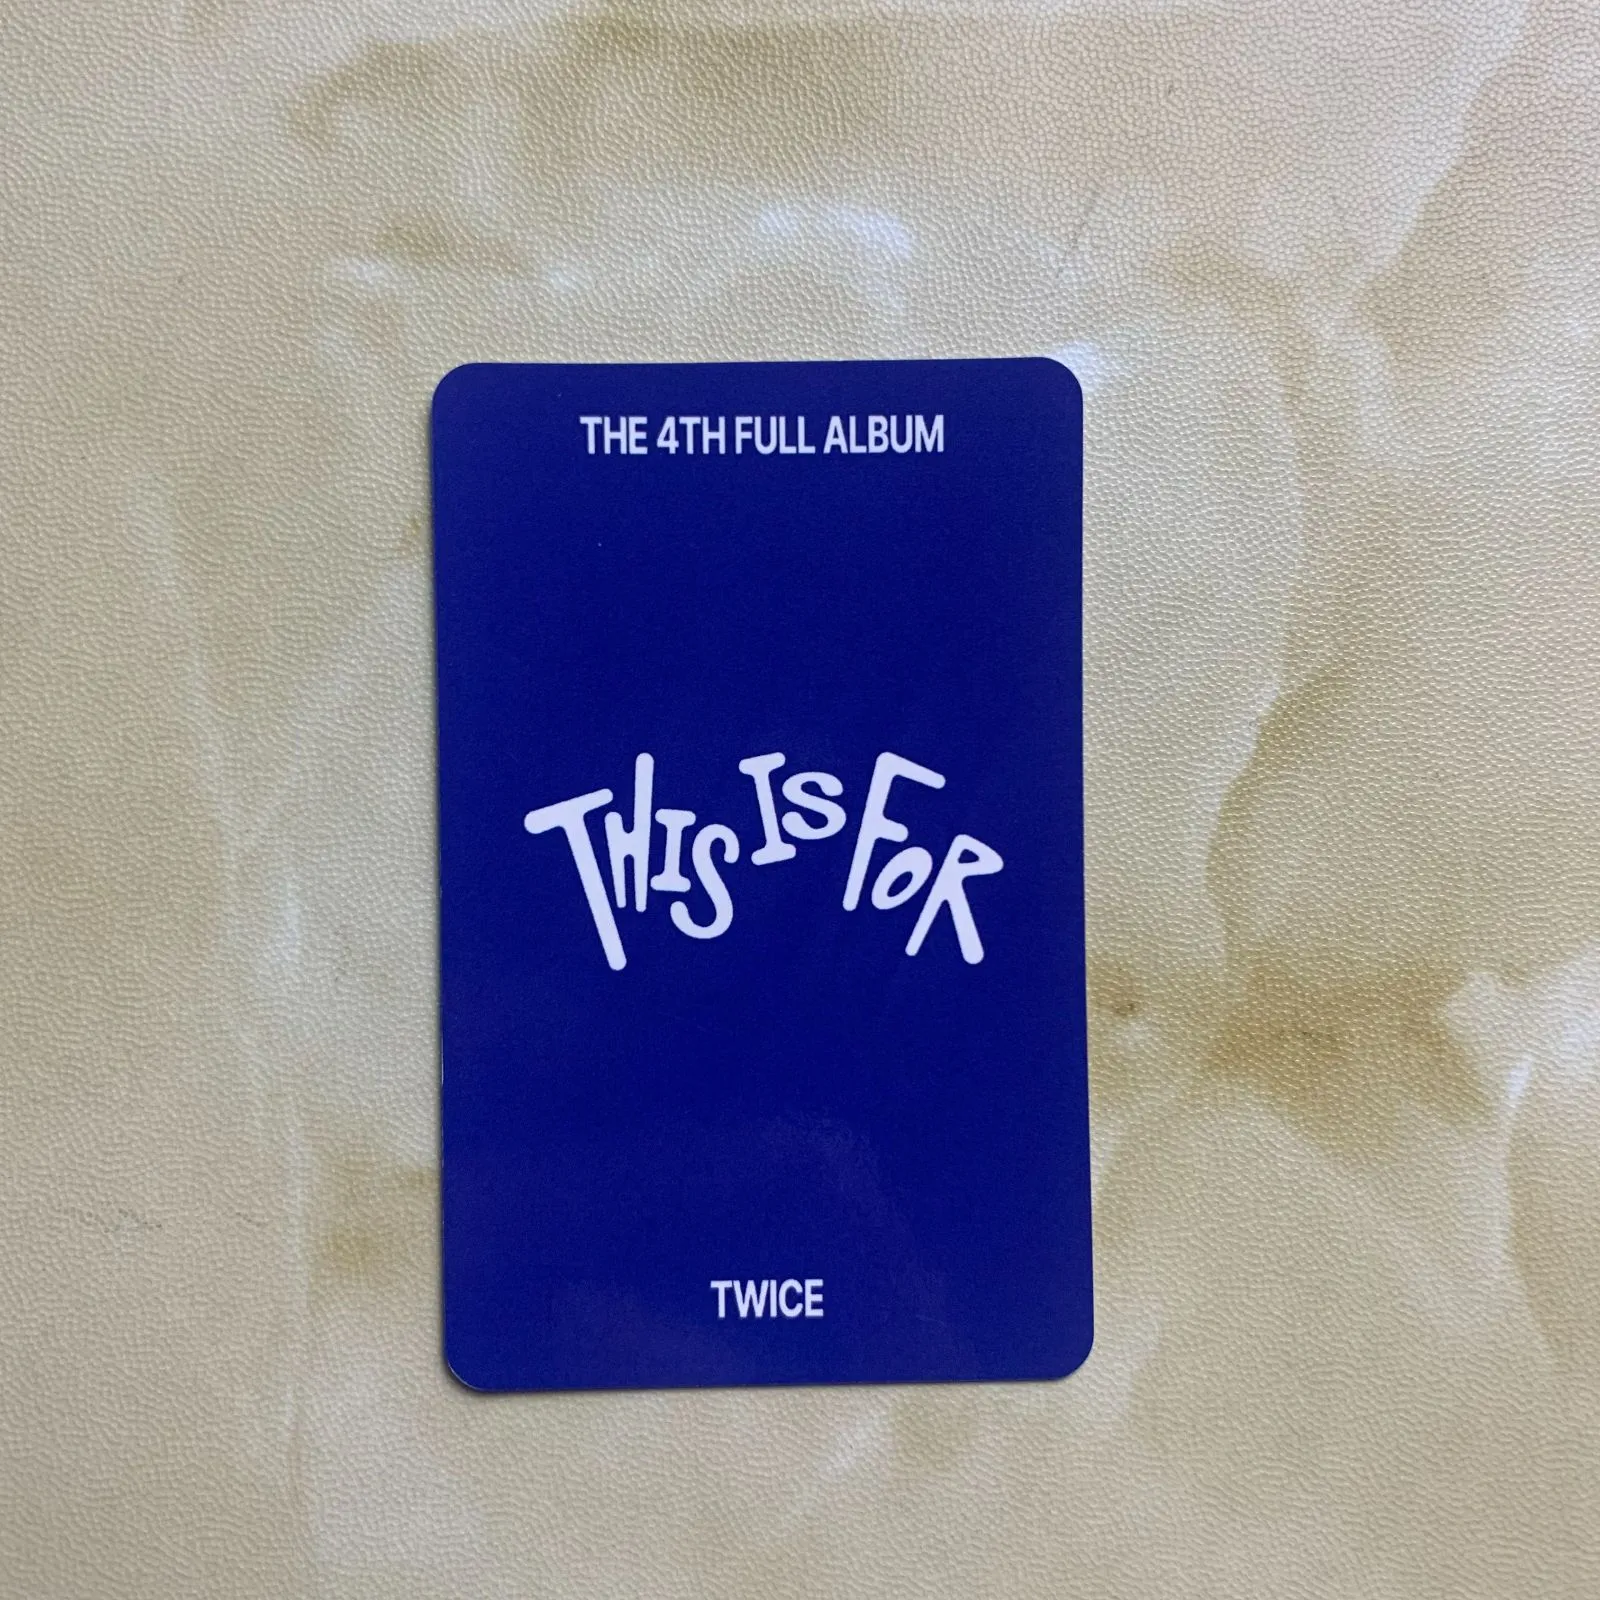 THE 4TH FULL ALBUM
THIS IS FOR
TWICE